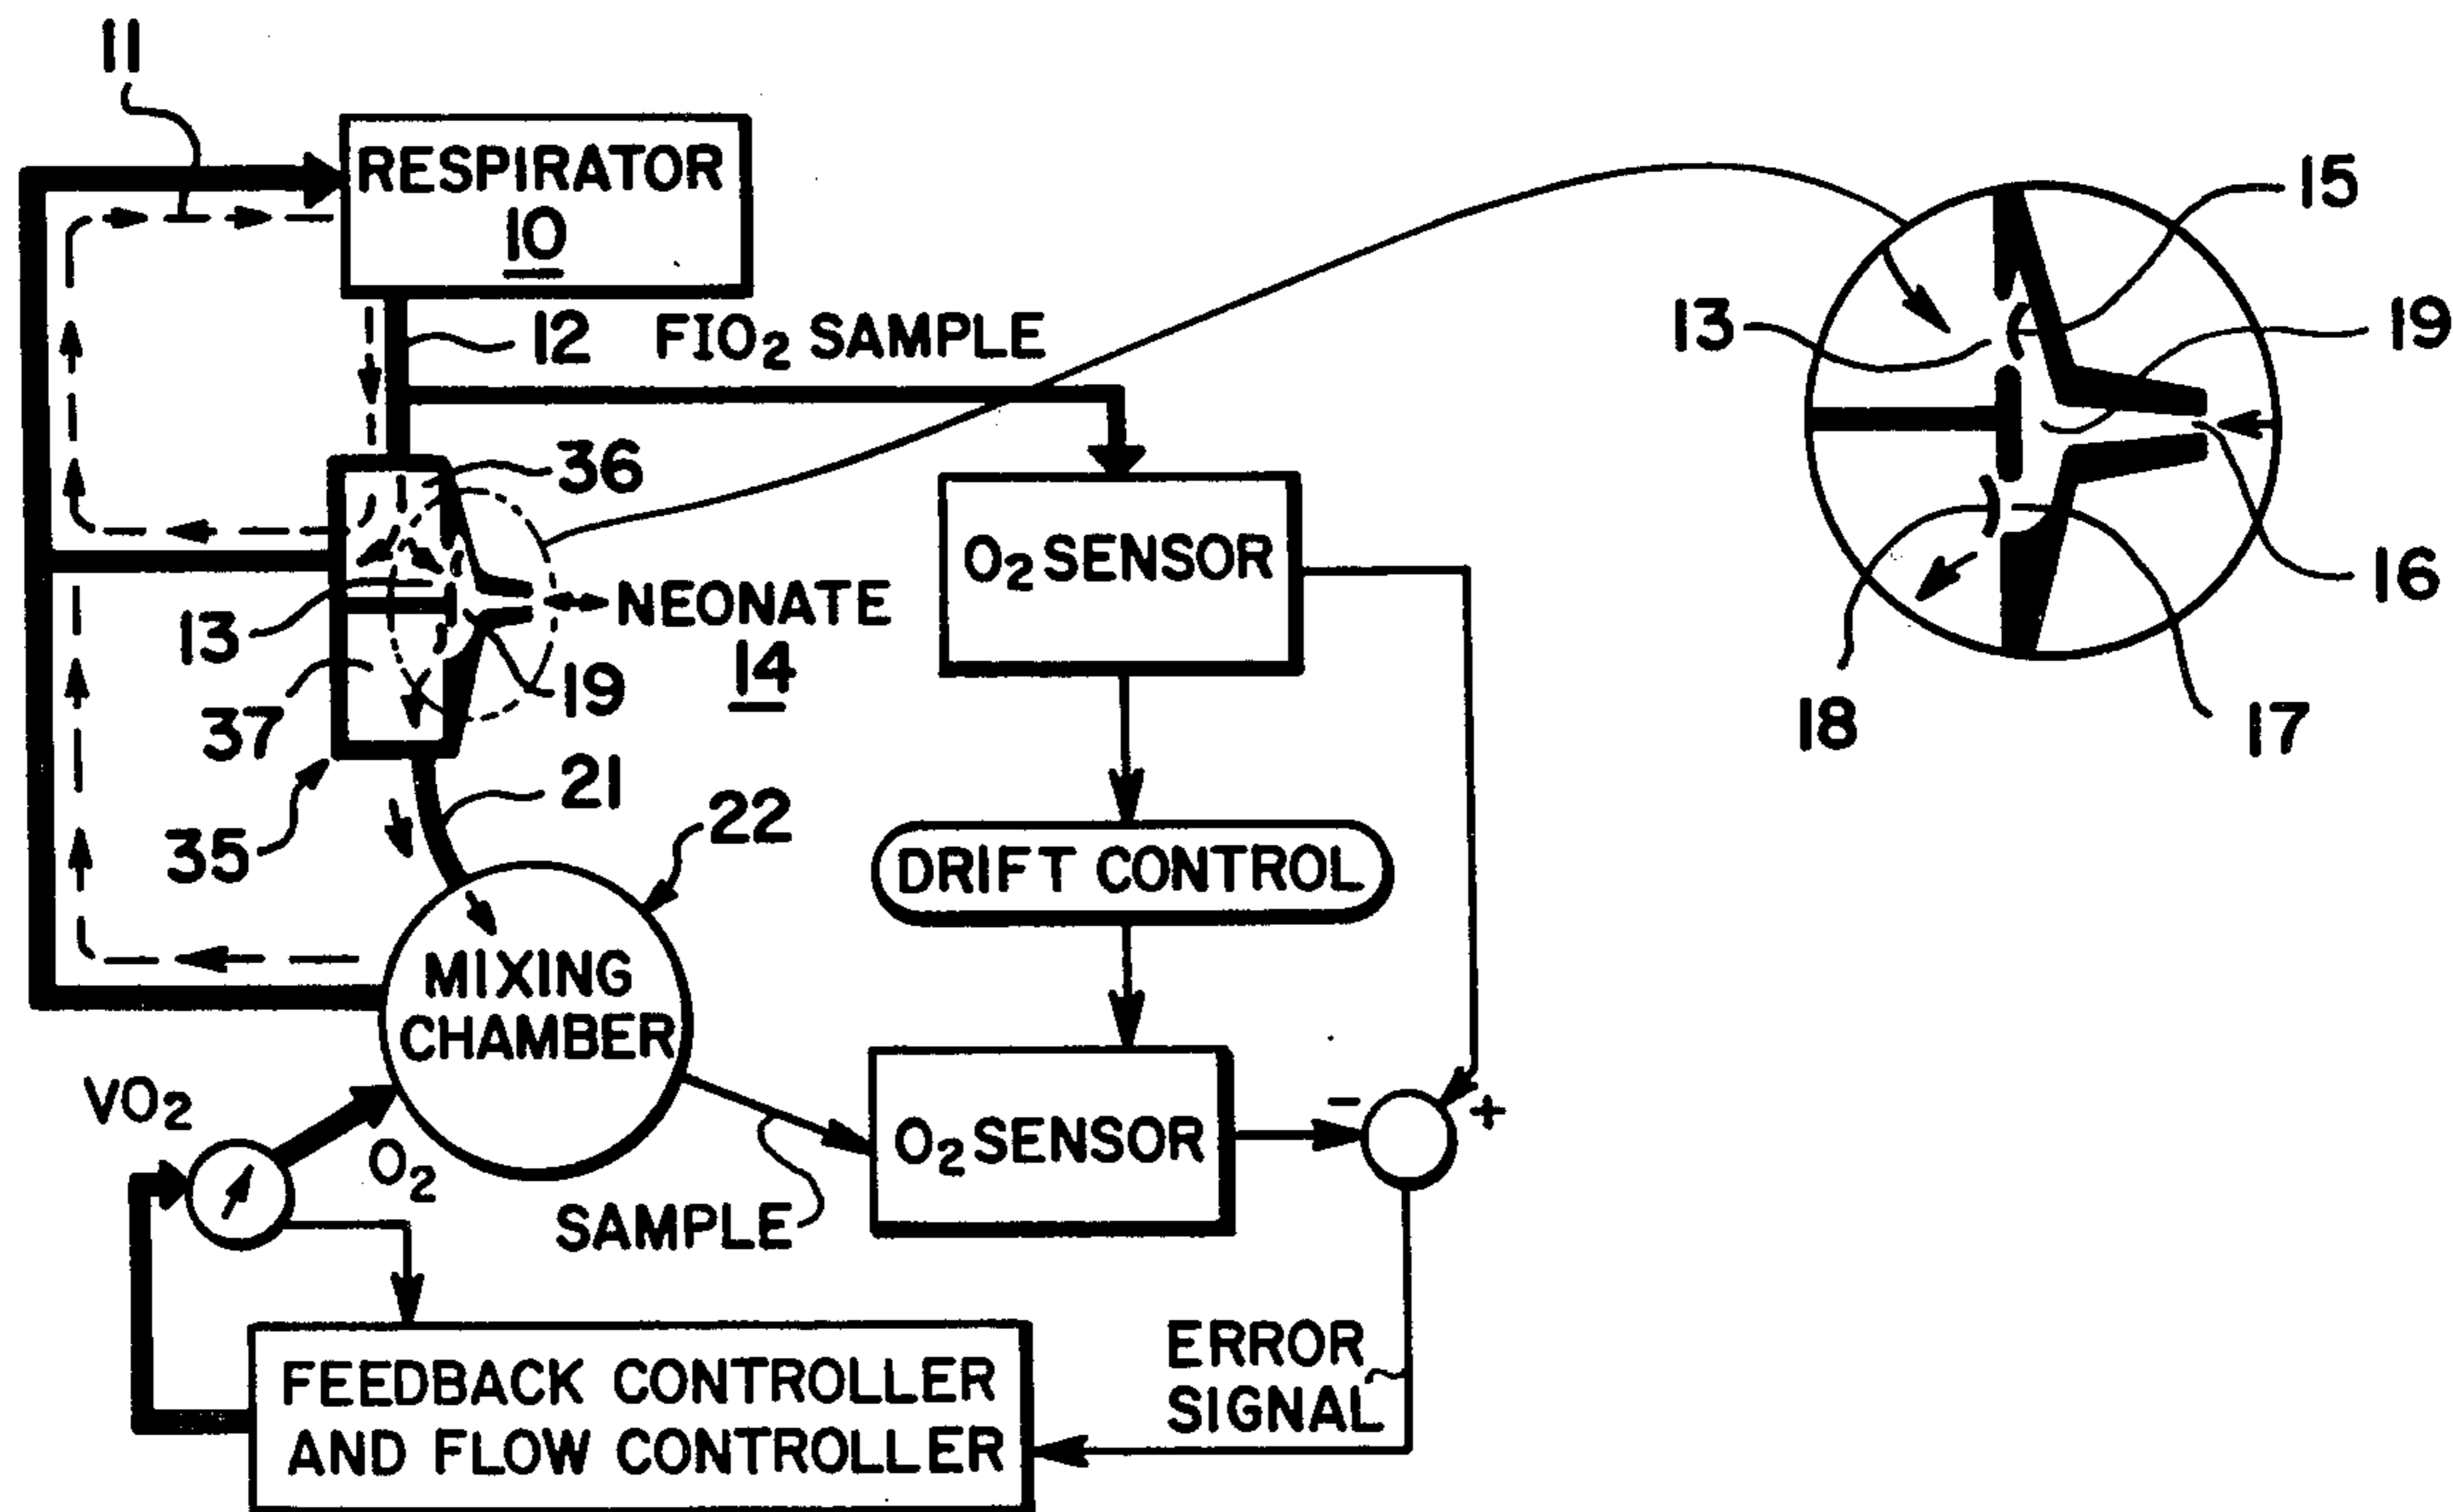 11
RESPIRATOR
10
12
FIO2 SAMPLE
15
13
19
36
O2 SENSOR
16
13
NEONATE
14
19
37
18
17
21
22
35
DRIFT CONTROL
MIXING
CHAMBER
VO2
O2
O2 SENSOR
- +
SAMPLE
ERROR
SIGNAL
FEEDBACK CONTROLLER
AND FLOW CONTROLLER